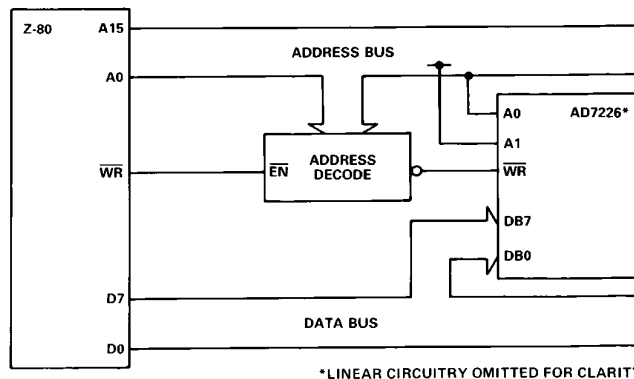 Z-80
A15
ADDRESS BUS
A0
A0
AD7226*
A1
WR
EN
ADDRESS
DECODE
WR
DB7
DB0
D7
DATA BUS
D0
*LINEAR CIRCUITRY OMITTED FOR CLARITY